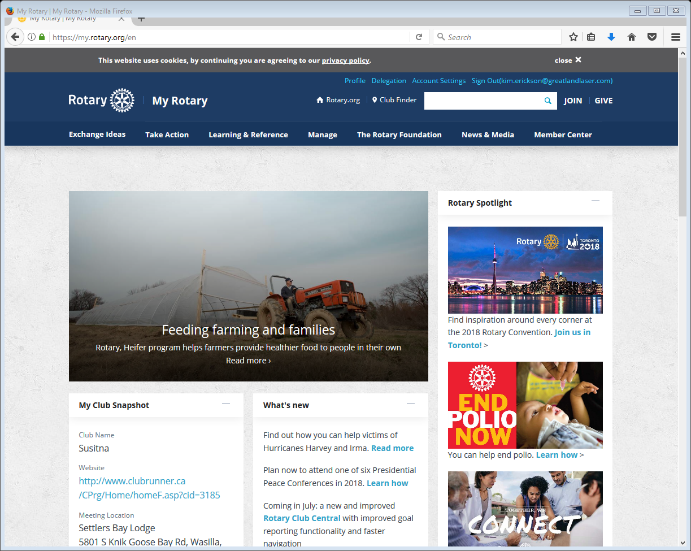 My Rotary | My Rotary - Mozilla Firefox
My Rotary | My Rotary
https://my.rotary.org/en
Search
This website uses cookies, by continuing you are agreeing to our privacy policy.
close ✕
Profile Delegation Account Settings Sign Out(kim.erickson@greatlandlaser.com)
Rotary
My Rotary
Rotary.org
Club Finder
JOIN
GIVE
Exchange Ideas
Take Action
Learning & Reference
Manage
The Rotary Foundation
News & Media
Member Center
Feeding farming and families
Rotary, Heifer program helps farmers provide healthier food to people in their own
Read more ›
My Club Snapshot
Club Name
Susitna
Website
http://www.clubrunner.ca
/CPrg/Home/homeF.asp?cid=3185
Meeting Location
Settlers Bay Lodge
5801 S Knik Goose Bay Rd, Wasilla,
What's new
Find out how you can help victims of
Hurricanes Harvey and Irma. Read more
Plan now to attend one of six Presidential
Peace Conferences in 2018. Learn how
Coming in July: a new and improved
Rotary Club Central with improved goal
reporting functionality and faster
navigation
Rotary Spotlight
Rotary
TORONTO
2018
Find inspiration around every corner at
the 2018 Rotary Convention. Join us in
Toronto! >
END
POLIO
NOW
You can help end polio. Learn how >
TOGETHER, WE
CONNECT